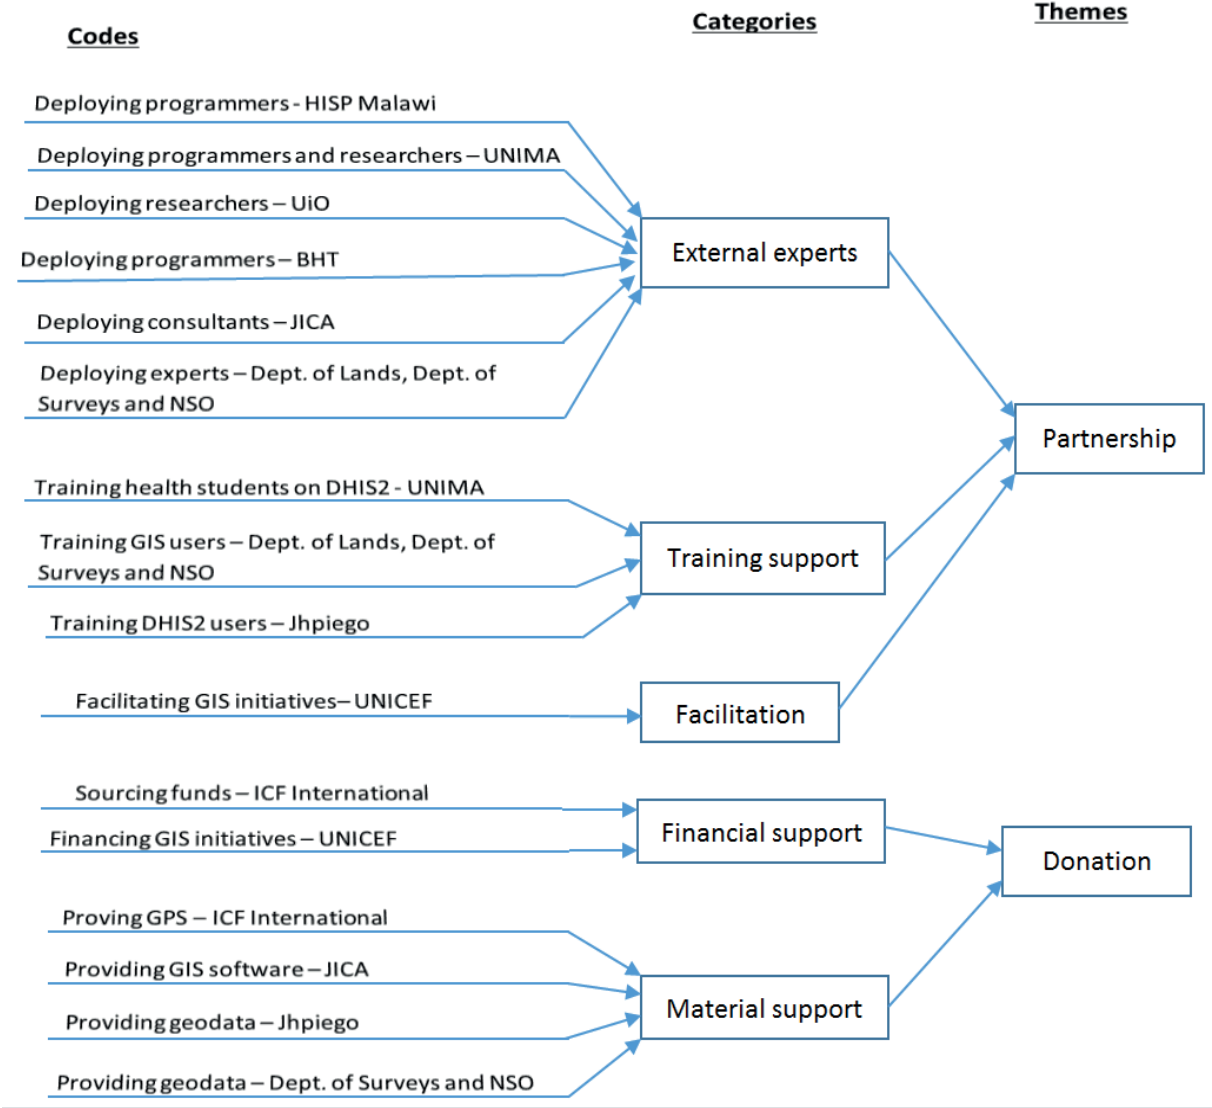 Codes
Categories
Themes
Deploying programmers - HISP Malawi
Deploying programmers and researchers – UNIMA
Deploying researchers – UiO
Deploying programmers – BHT
Deploying consultants – JICA
Deploying experts – Dept. of Lands, Dept. of
Surveys and NSO
External experts
Partnership
Training health students on DHIS2 - UNIMA
Training GIS users – Dept. of Lands, Dept. of
Surveys and NSO
Training DHIS2 users – Jhpiego
Training support
Facilitating GIS initiatives– UNICEF
Facilitation
Sourcing funds – ICF International
Financing GIS initiatives – UNICEF
Financial support
Donation
Proving GPS – ICF International
Providing GIS software – JICA
Providing geodata – Jhpiego
Providing geodata – Dept. of Surveys and NSO
Material support